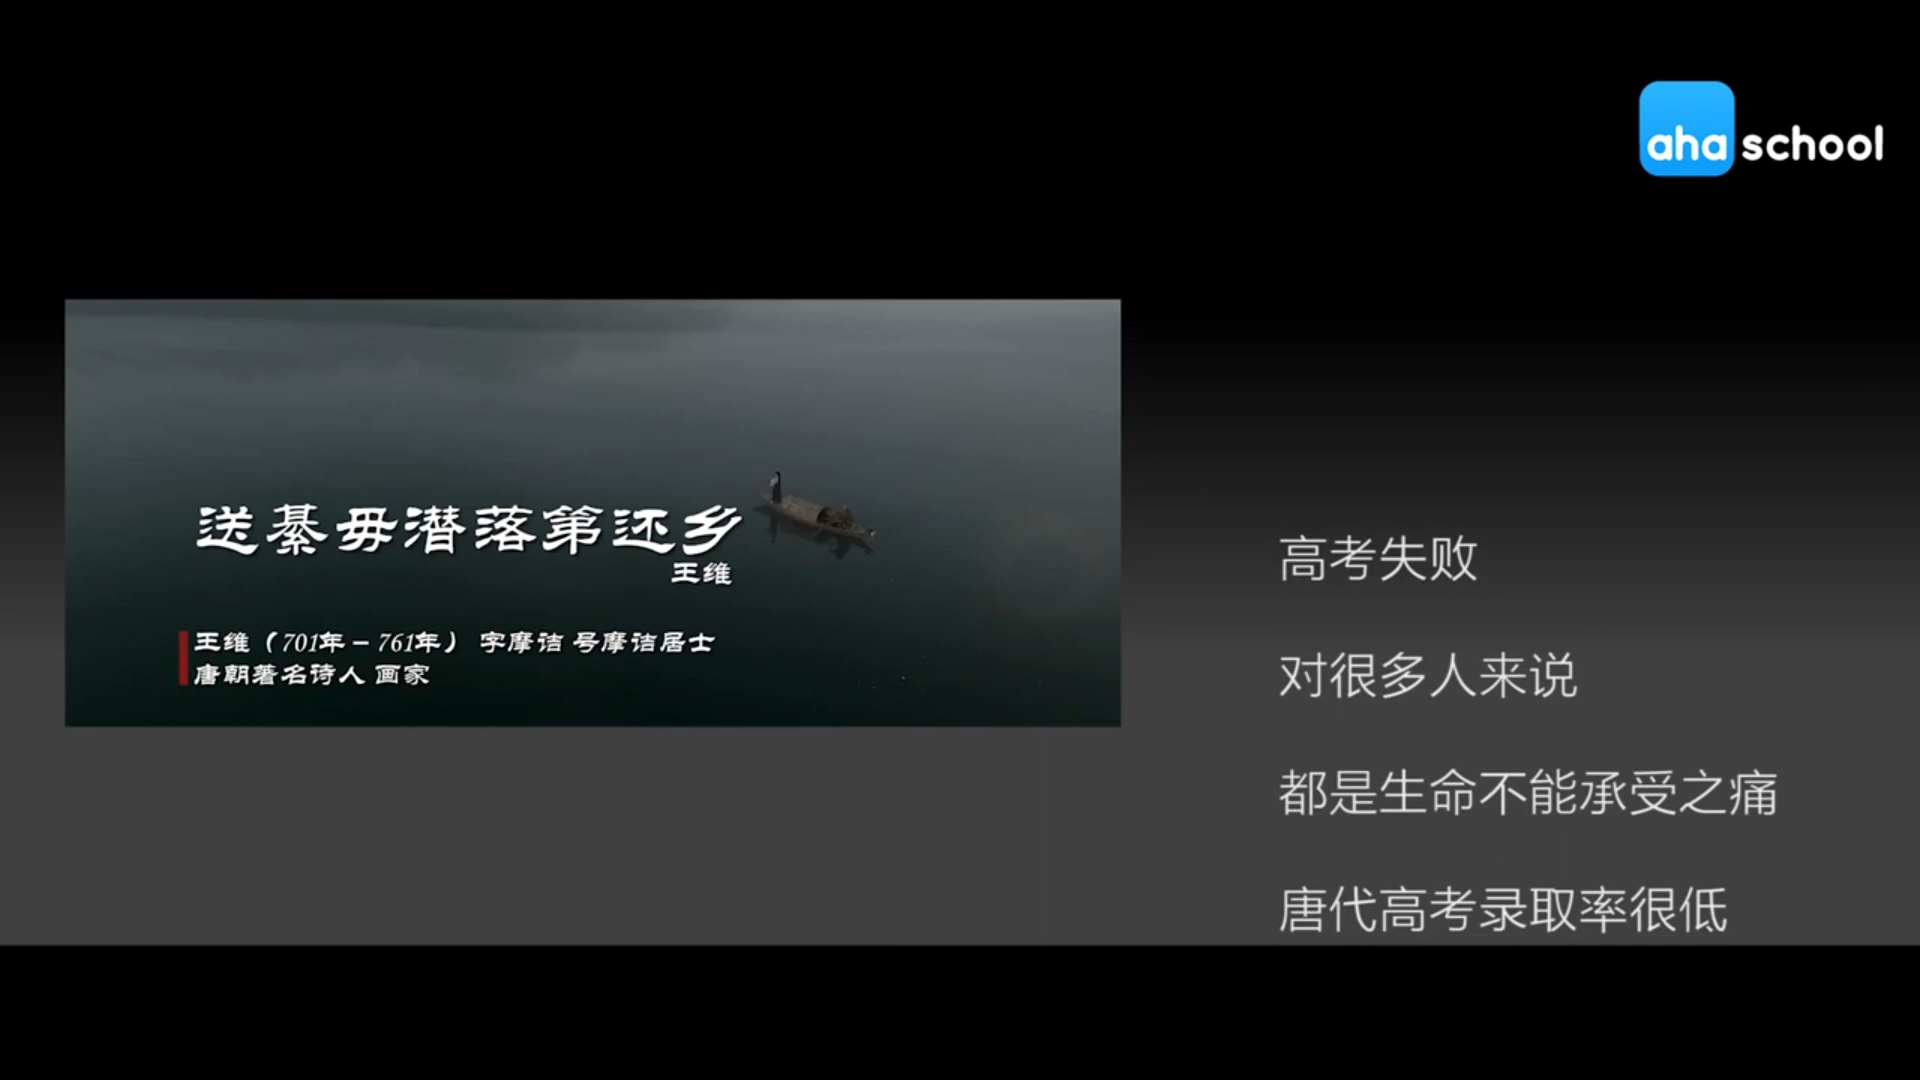 aha school
送綦毋潜落第还乡
王维
王维（701年－761年） 字摩诘 号摩诘居士
唐朝著名诗人 画家
高考失败
对很多人来说
都是生命不能承受之痛
唐代高考录取率很低